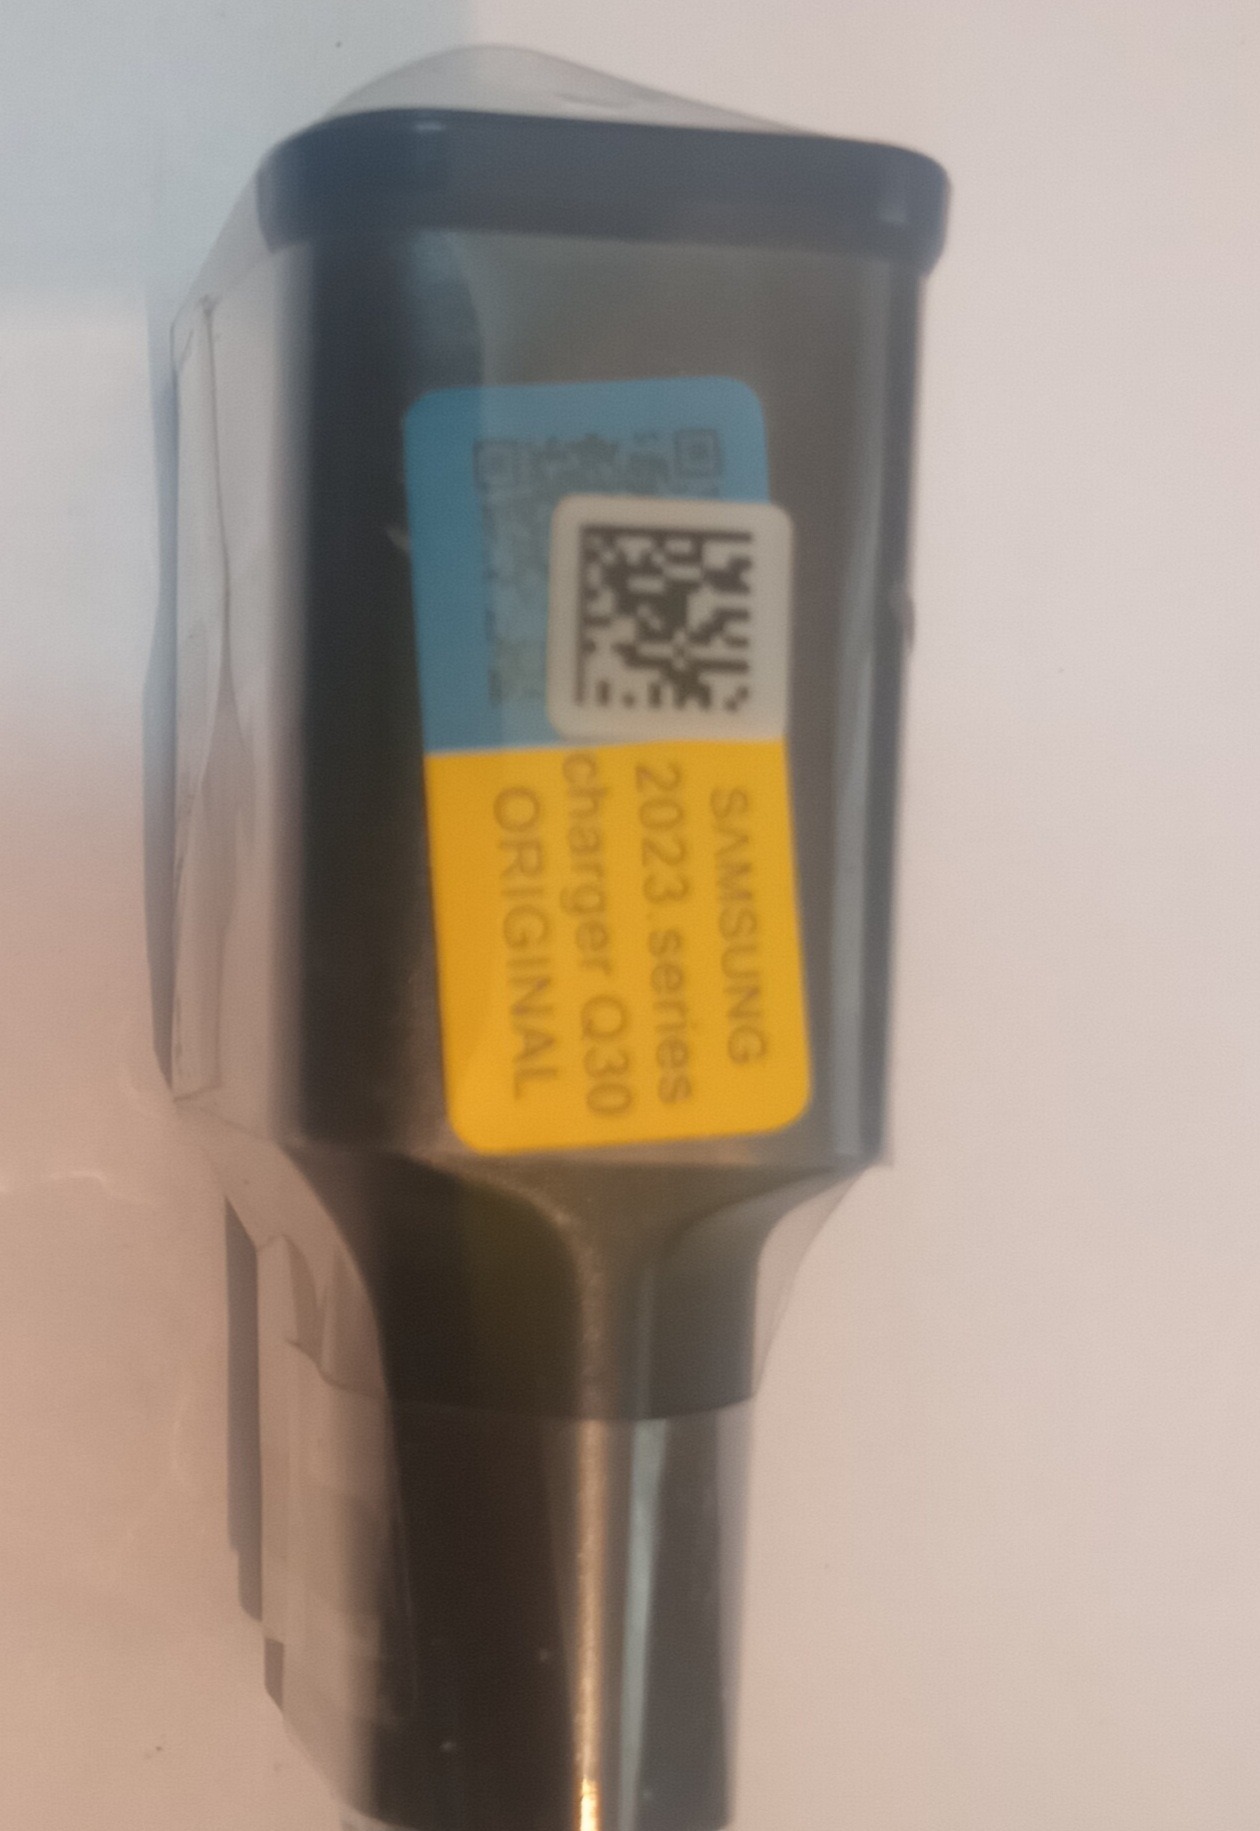 SAMSUNG
2023.series
charger Q30
ORIGINAL